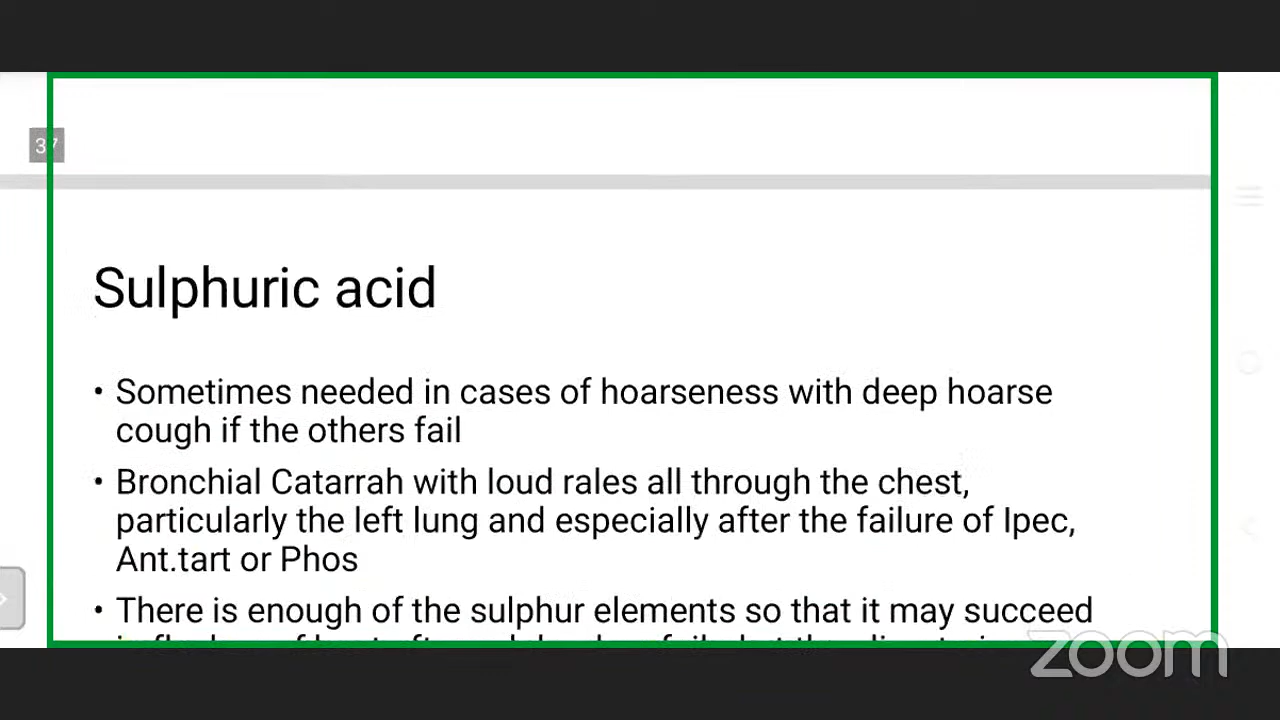 37
Sulphuric acid
• Sometimes needed in cases of hoarseness with deep hoarse
cough if the others fail
• Bronchial Catarrah with loud rales all through the chest,
particularly the left lung and especially after the failure of Ipec,
Ant.tart or Phos
• There is enough of the sulphur elements so that it may succeed
zoom